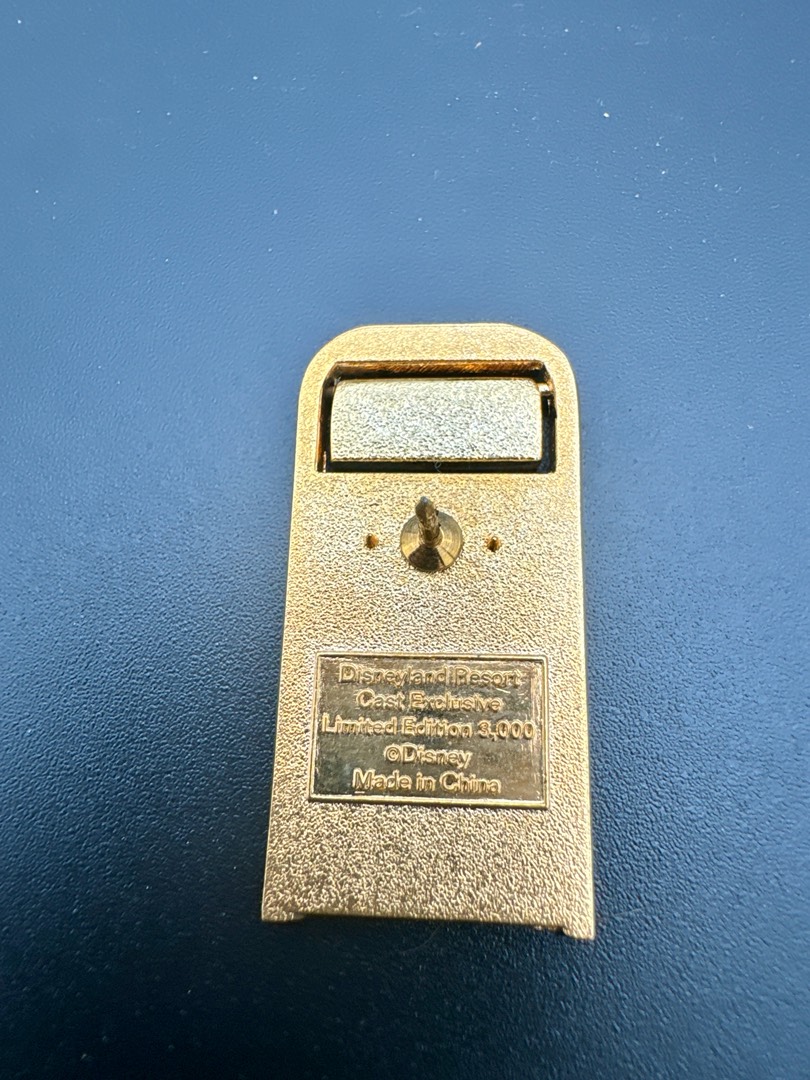 Disneyland Resort
Cast Exclusive
Limited Edition 3,000
©Disney
Made in China